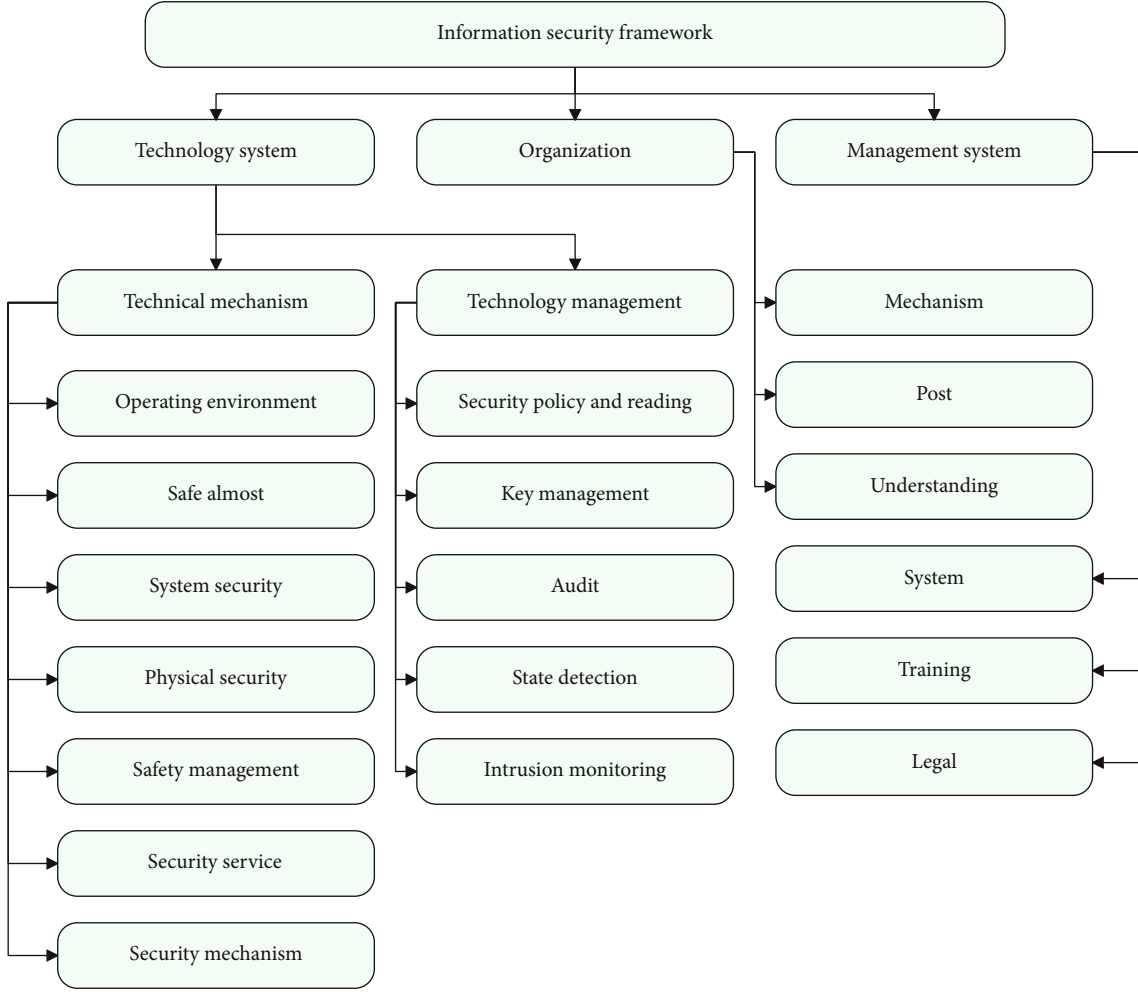 Information security framework
Technology system
Organization
Management system
Technical mechanism
Technology management
Mechanism
Operating environment
Security policy and reading
Post
Safe almost
Key management
Understanding
System security
Audit
System
Physical security
State detection
Training
Safety management
Intrusion monitoring
Legal
Security service
Security mechanism